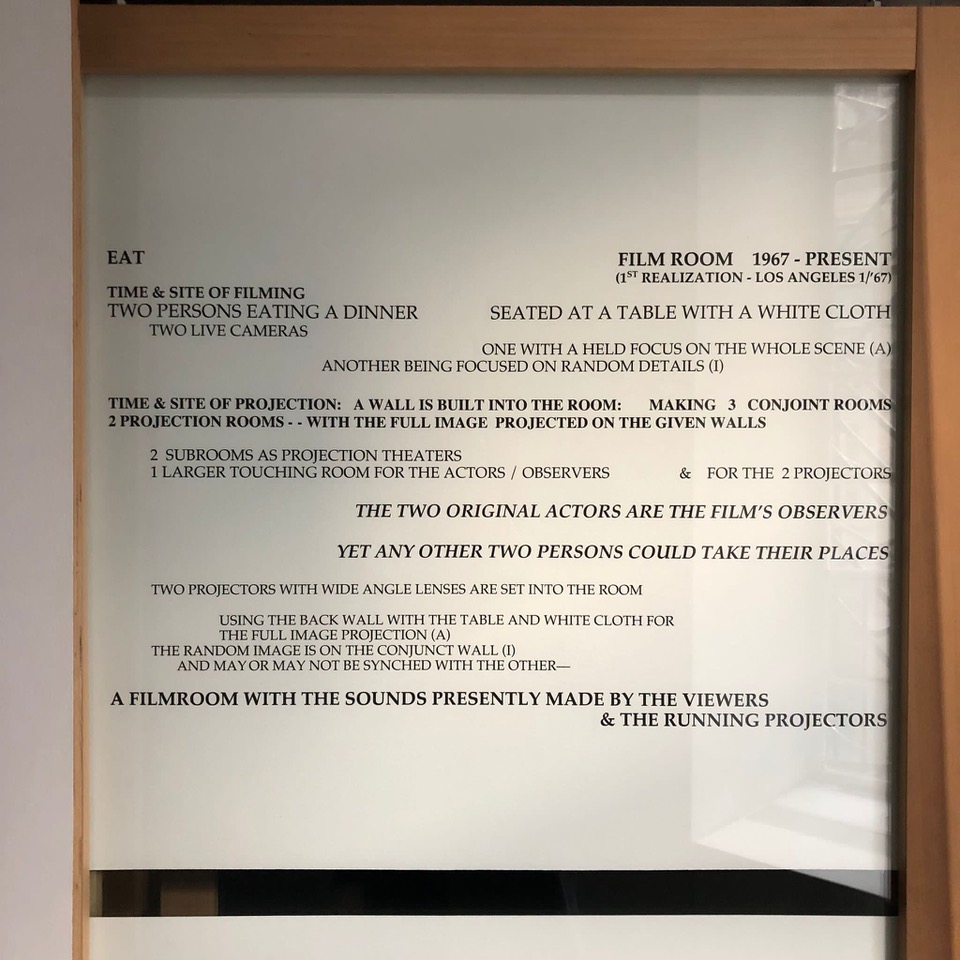 EAT FILM ROOM 1967 - PRESENT
(1ST REALIZATION - LOS ANGELES 1/'67)
TIME & SITE OF FILMING
TWO PERSONS EATING A DINNER SEATED AT A TABLE WITH A WHITE CLOTH
TWO LIVE CAMERAS
ONE WITH A HELD FOCUS ON THE WHOLE SCENE (A)
ANOTHER BEING FOCUSED ON RANDOM DETAILS (I)
TIME & SITE OF PROJECTION: A WALL IS BUILT INTO THE ROOM: MAKING 3 CONJOINT ROOMS
2 PROJECTION ROOMS - - WITH THE FULL IMAGE PROJECTED ON THE GIVEN WALLS
2 SUBROOMS AS PROJECTION THEATERS
1 LARGER TOUCHING ROOM FOR THE ACTORS / OBSERVERS & FOR THE 2 PROJECTORS
THE TWO ORIGINAL ACTORS ARE THE FILM'S OBSERVERS
YET ANY OTHER TWO PERSONS COULD TAKE THEIR PLACES
TWO PROJECTORS WITH WIDE ANGLE LENSES ARE SET INTO THE ROOM
USING THE BACK WALL WITH THE TABLE AND WHITE CLOTH FOR
THE FULL IMAGE PROJECTION (A)
THE RANDOM IMAGE IS ON THE CONJUNCT WALL (I)
AND MAY OR MAY NOT BE SYNCHED WITH THE OTHER—
A FILMROOM WITH THE SOUNDS PRESENTLY MADE BY THE VIEWERS
& THE RUNNING PROJECTORS